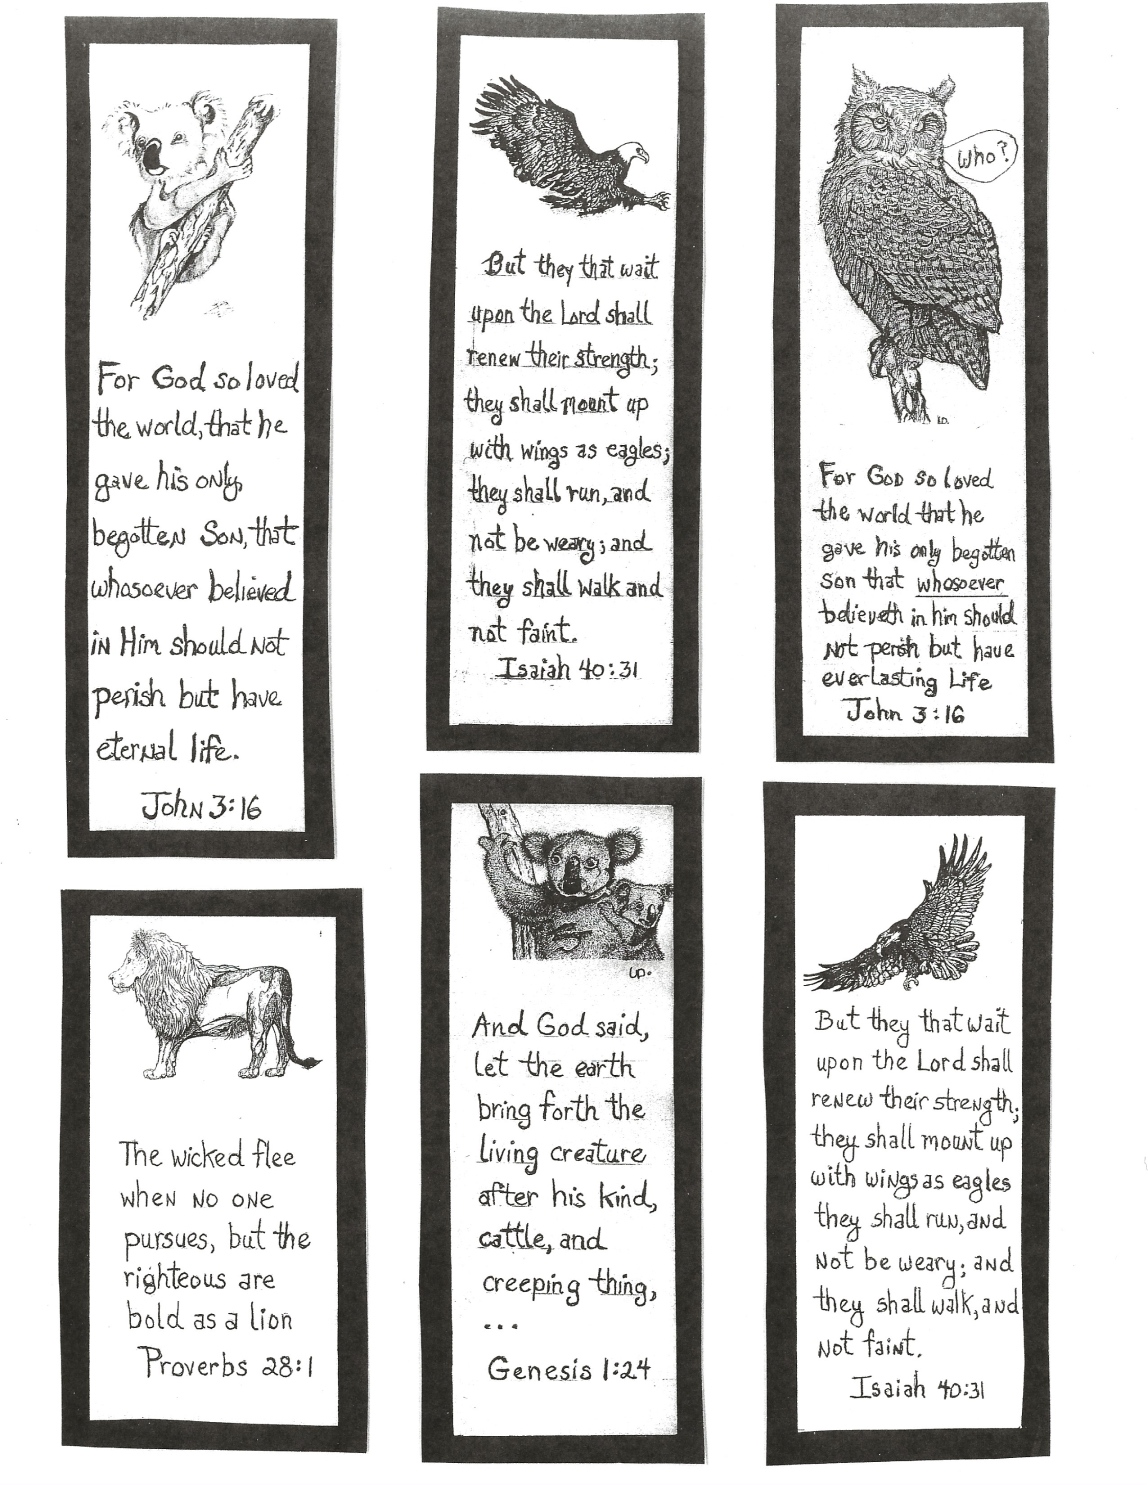 For God so loved
the world, that he
gave his only,
begotten Son, that
whosoever believed
in Him should not
perish but have
eternal life.
John 3:16
But they that wait
upon the Lord shall
renew their strength;
they shall mount up
with wings as eagles;
they shall run, and
not be weary; and
they shall walk and
not faint.
Isaiah 40:31
who?
For GOD so loved
the world that he
gave his only begotten
son that whosoever
believeth in him should
not perish but have
everlasting Life
John 3:16
The wicked flee
when no one
pursues, but the
righteous are
bold as a lion
Proverbs 28:1
And God said,
let the earth
bring forth the
living creature
after his kind,
cattle, and
creeping thing,
...
Genesis 1:24
But they that wait
upon the Lord shall
renew their strength;
they shall mount up
with wings as eagles
they shall run, and
not be weary; and
they shall walk, and
not faint.
Isaiah 40:31